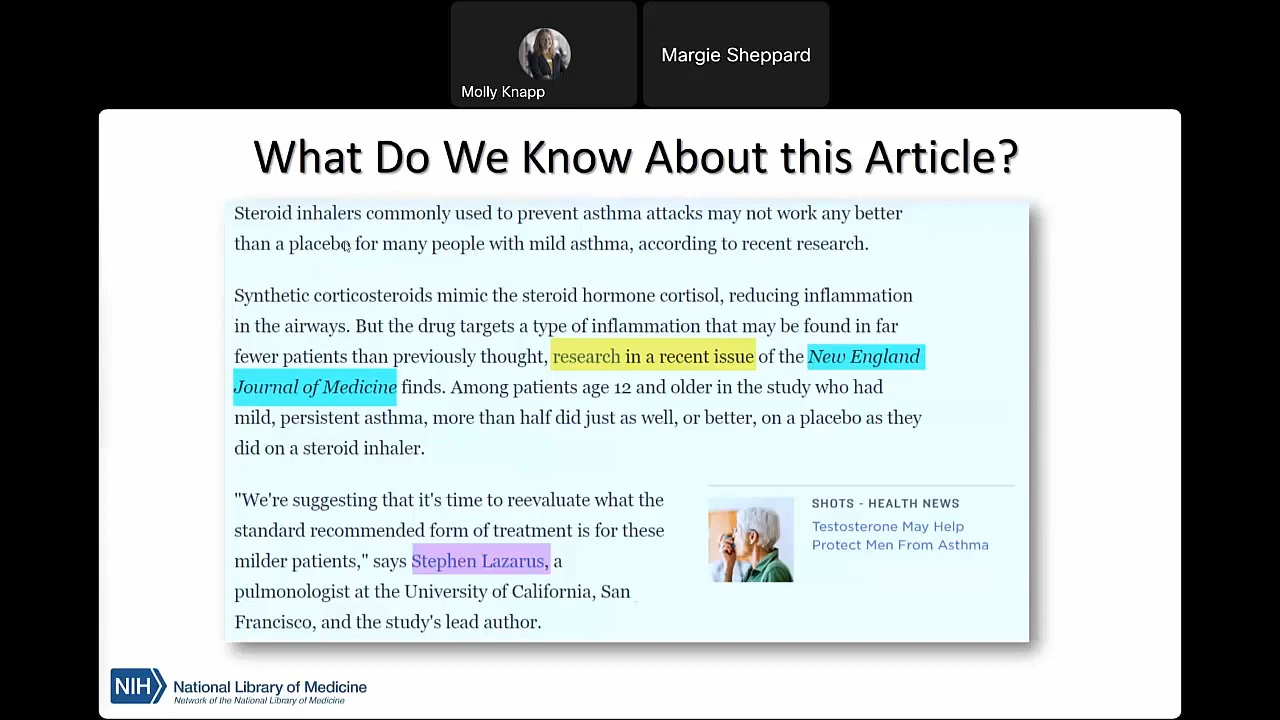 Molly Knapp
Margie Sheppard
What Do We Know About this Article?
Steroid inhalers commonly used to prevent asthma attacks may not work any better
than a placebo for many people with mild asthma, according to recent research.
Synthetic corticosteroids mimic the steroid hormone cortisol, reducing inflammation
in the airways. But the drug targets a type of inflammation that may be found in far
fewer patients than previously thought, research in a recent issue of the New England
Journal of Medicine finds. Among patients age 12 and older in the study who had
mild, persistent asthma, more than half did just as well, or better, on a placebo as they
did on a steroid inhaler.
"We're suggesting that it's time to reevaluate what the
standard recommended form of treatment is for these
milder patients," says Stephen Lazarus, a
pulmonologist at the University of California, San
Francisco, and the study's lead author.
SHOTS - HEALTH NEWS
Testosterone May Help
Protect Men From Asthma
NIH National Library of Medicine
Network of the National Library of Medicine